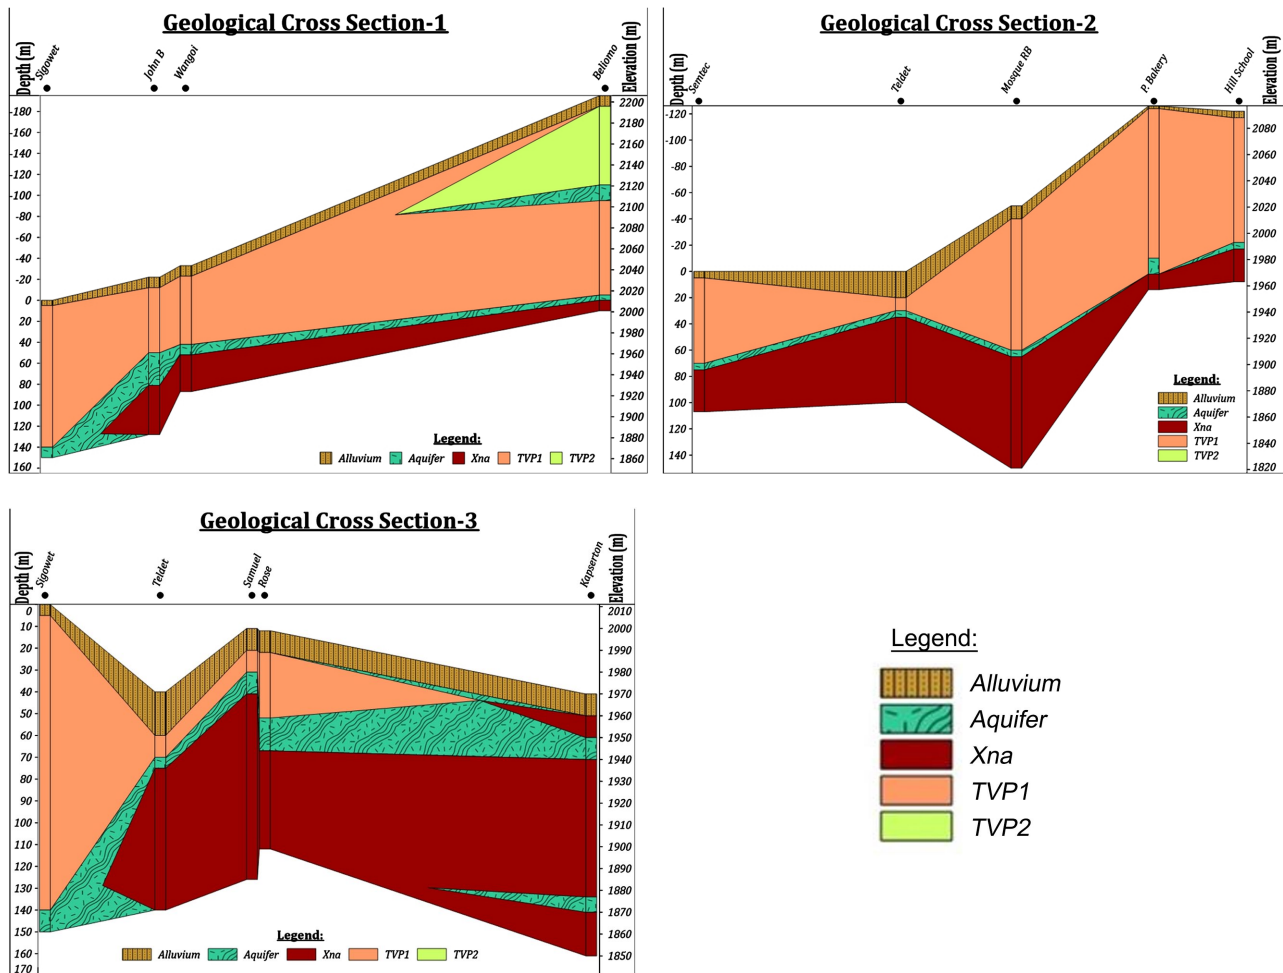 Geological Cross Section-1
Depth (m)
Sigowet
John B
Wangoi
Beliomo
Elevation (m)
-180
-160
-140
-120
-100
-80
-60
-40
-20
0
20
40
60
80
100
120
140
160
2200
2180
2160
2140
2120
2100
2080
2060
2040
2020
2000
1980
1960
1940
1920
1900
1880
1860
Legend:
Alluvium Aquifer Xna TVP1 TVP2
Geological Cross Section-2
Depth (m)
Semtec
Teldet
Mosque RB
P. Bakery
Hill School
Elevation (m)
-120
-100
-80
-60
-40
-20
0
20
40
60
80
100
120
140
2080
2060
2040
2020
2000
1980
1960
1940
1920
1900
1880
1860
1840
1820
Legend:
Alluvium
Aquifer
Xna
TVP1
TVP2
Geological Cross Section-3
Depth (m)
Sigowet
Teldet
Samuel
Rose
Kapserton
Elevation (m)
0
10
20
30
40
50
60
70
80
90
100
110
120
130
140
150
160
170
2010
2000
1990
1980
1970
1960
1950
1940
1930
1920
1910
1900
1890
1880
1870
1860
1850
Legend:
Alluvium Aquifer Xna TVP1 TVP2
Legend:
Alluvium
Aquifer
Xna
TVP1
TVP2